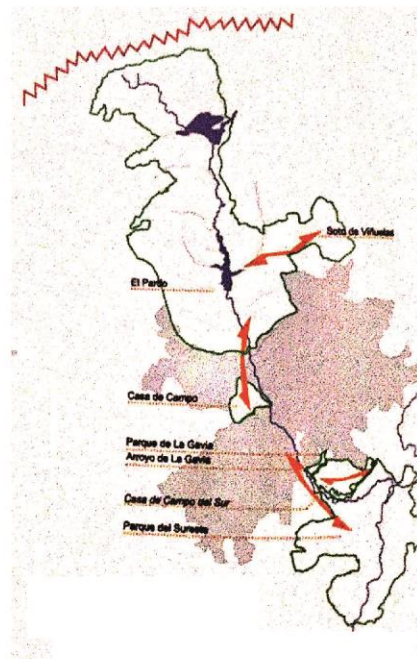 Soto de Viñuelas
El Pardo
Casa de Campo
Parque de La Gavia
Arroyo de La Gavia
Casa de Campo del Sur
Parque del Sureste